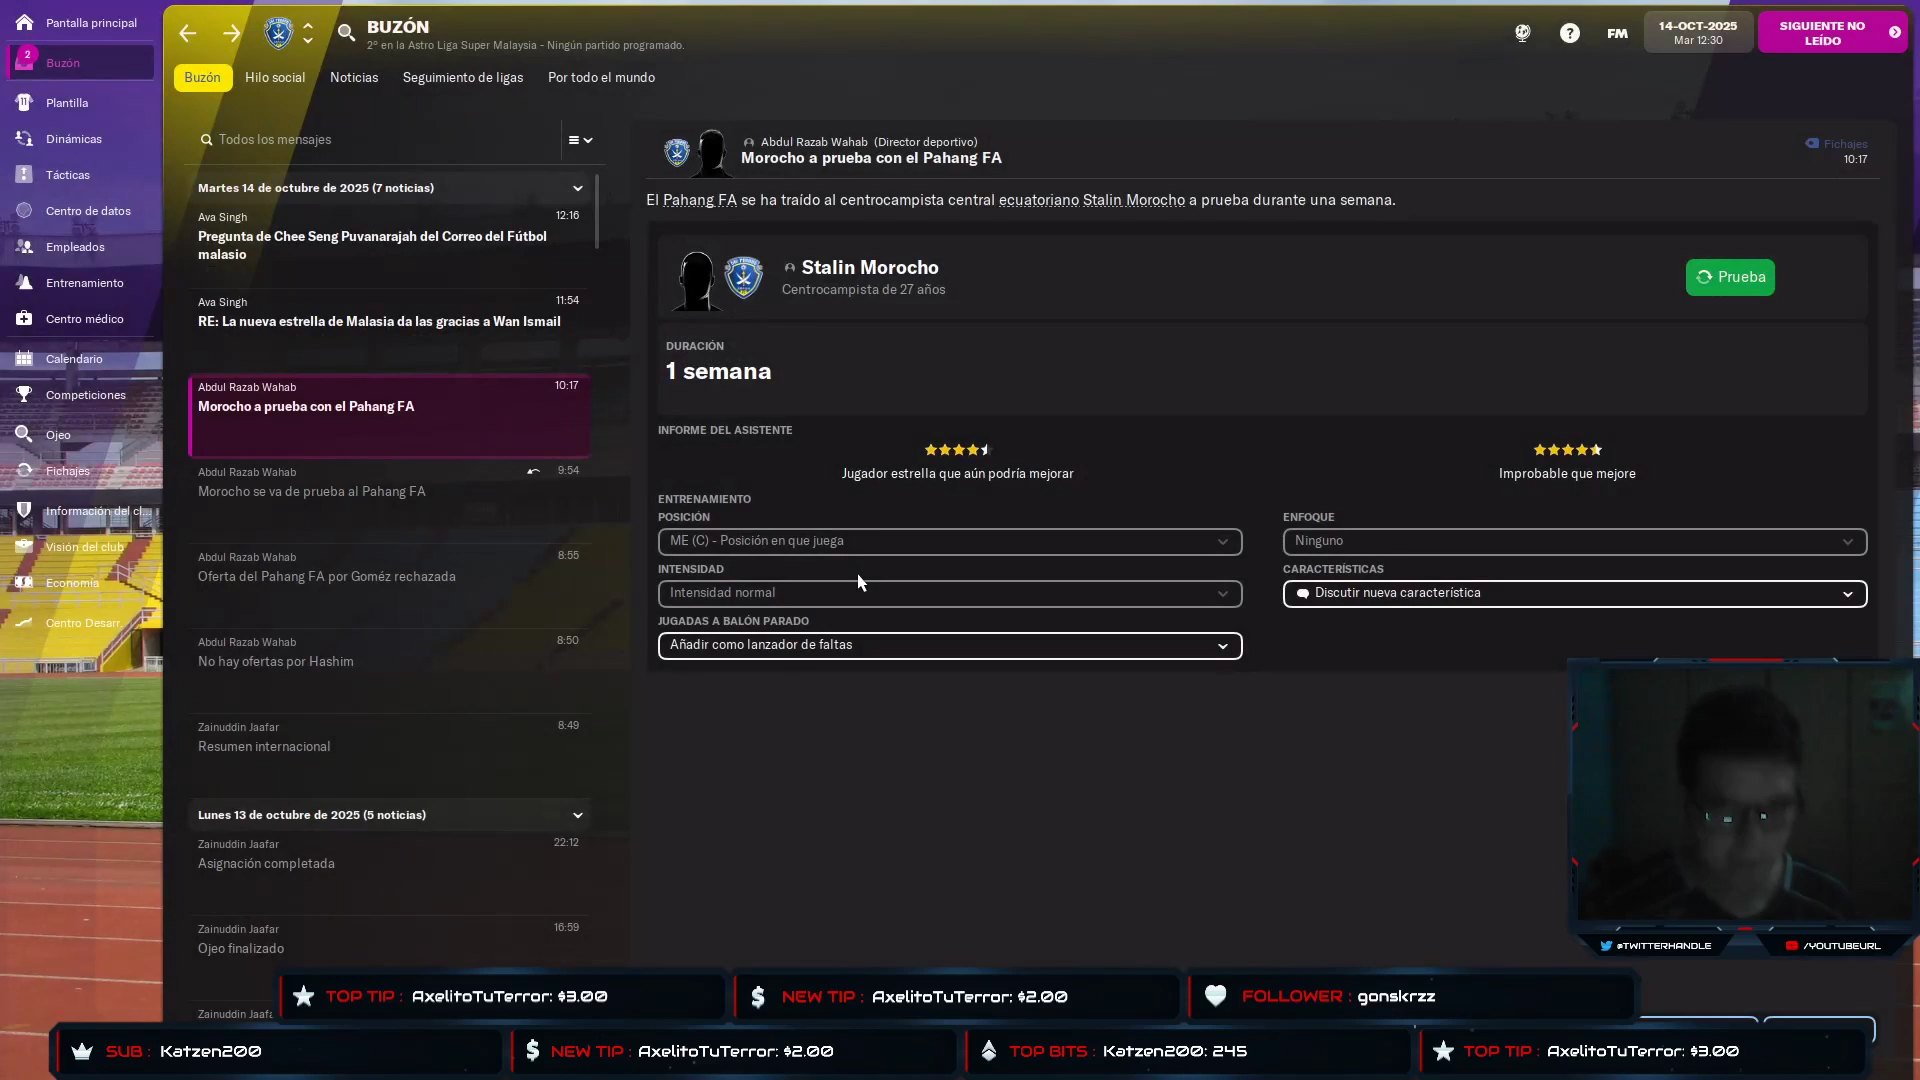 Pantalla principal
2
Buzón
Plantilla
Dinámicas
Tácticas
Centro de datos
Empleados
Entrenamiento
Centro médico
Calendario
Competiciones
Ojeo
Fichajes
Información del cl...
Visión del club
Economía
Centro Desarr.
BUZÓN
2º en la Astro Liga Super Malaysia - Ningún partido programado.
FM
14-OCT-2025
Mar 12:30
SIGUIENTE NO
LEÍDO
Buzón
Hilo social
Noticias
Seguimiento de ligas
Por todo el mundo
Todos los mensajes
Martes 14 de octubre de 2025 (7 noticias)
Ava Singh
12:16
Pregunta de Chee Seng Puvanarajah del Correo del Fútbol
malasio
Ava Singh
11:54
RE: La nueva estrella de Malasia da las gracias a Wan Ismail
Abdul Razab Wahab
10:17
Morocho a prueba con el Pahang FA
Abdul Razab Wahab
9:54
Morocho se va de prueba al Pahang FA
Abdul Razab Wahab
8:55
Oferta del Pahang FA por Goméz rechazada
Abdul Razab Wahab
8:50
No hay ofertas por Hashim
Zainuddin Jaafar
8:49
Resumen internacional
Lunes 13 de octubre de 2025 (5 noticias)
Zainuddin Jaafar
22:12
Asignación completada
Zainuddin Jaafar
16:59
Ojeo finalizado
Zainuddin Jaafa
Abdul Razab Wahab (Director deportivo)
Morocho a prueba con el Pahang FA
Fichajes
10:17
El Pahang FA se ha traído al centrocampista central ecuatoriano Stalin Morocho a prueba durante una semana.
Stalin Morocho
Centrocampista de 27 años
Prueba
DURACIÓN
1 semana
INFORME DEL ASISTENTE
Jugador estrella que aún podría mejorar
Improbable que mejore
ENTRENAMIENTO
POSICIÓN
ME (C) - Posición en que juega
ENFOQUE
Ninguno
INTENSIDAD
Intensidad normal
CARACTERÍSTICAS
Discutir nueva característica
JUGADAS A BALÓN PARADO
Añadir como lanzador de faltas
@TWITTERHANDLE
/YOUTUBEURL
TOP TIP : AxelitoTuTerror: $3.00
NEW TIP : AxelitoTuTerror: $2.00
FOLLOWER : gonskrzz
SUB : Katzen200
NEW TIP : AxelitoTuTerror: $2.00
TOP BITS : Katzen200: 245
TOP TIP : AxelitoTuTerror: $3.00